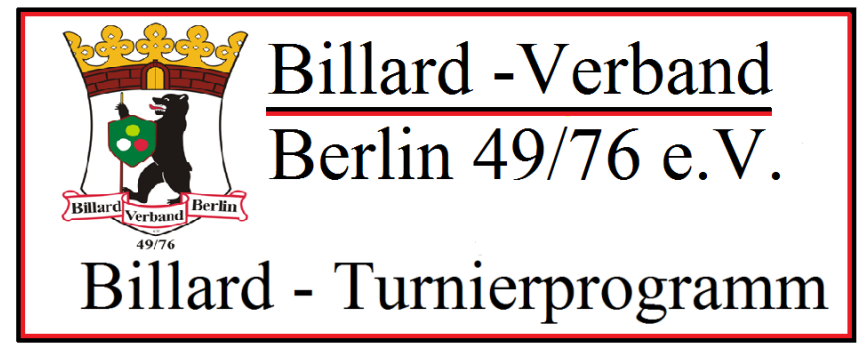 Billard -Verband
Berlin 49/76 e.V.
Billard Verband Berlin
49/76
Billard - Turnierprogramm